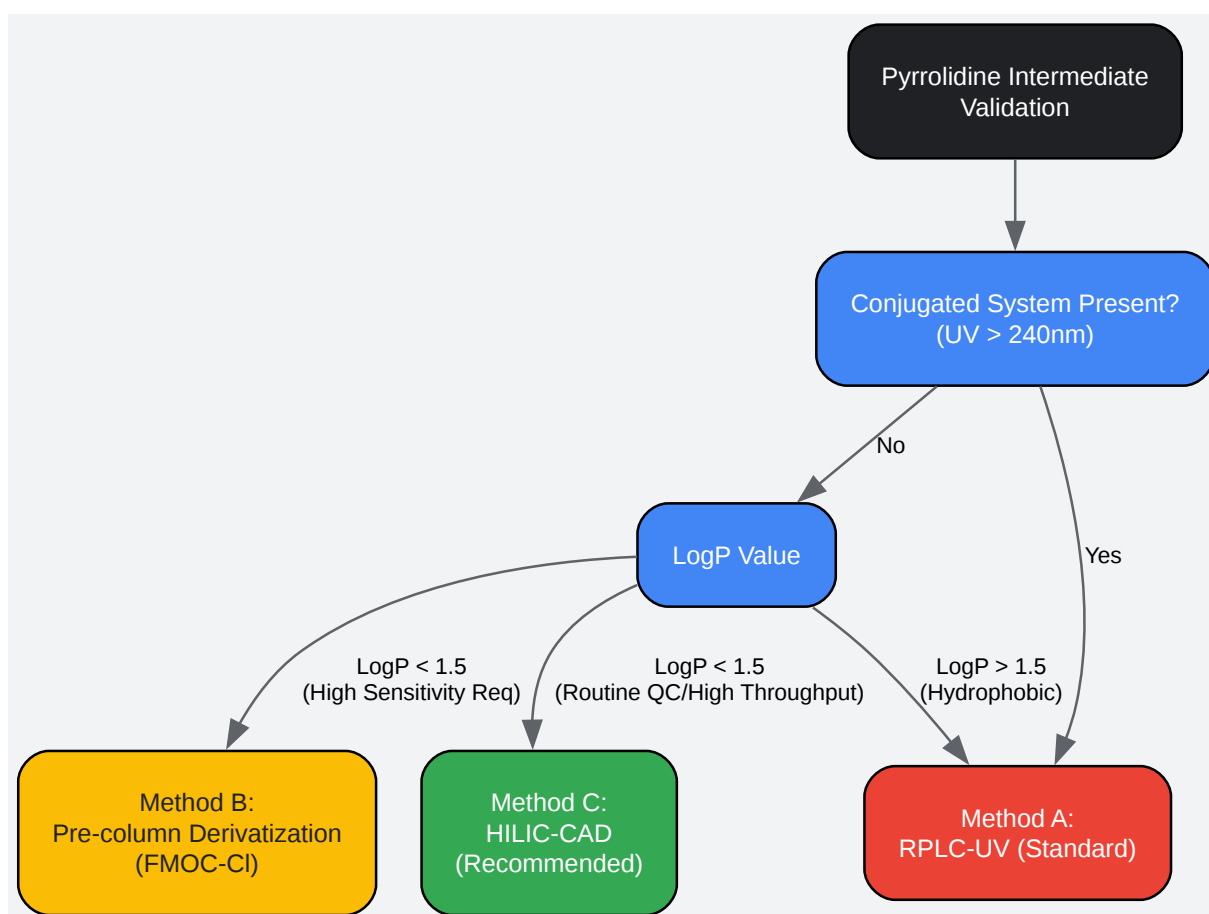 Pyrrolidine Intermediate
Validation
Conjugated System Present?
(UV > 240nm)
No
Yes
LogP Value
LogP < 1.5
(High Sensitivity Req)
LogP < 1.5
(Routine QC/High Throughput)
LogP > 1.5
(Hydrophobic)
Method B:
Pre-column Derivatization
(FMOC-Cl)
Method C:
HILIC-CAD
(Recommended)
Method A:
RPLC-UV (Standard)